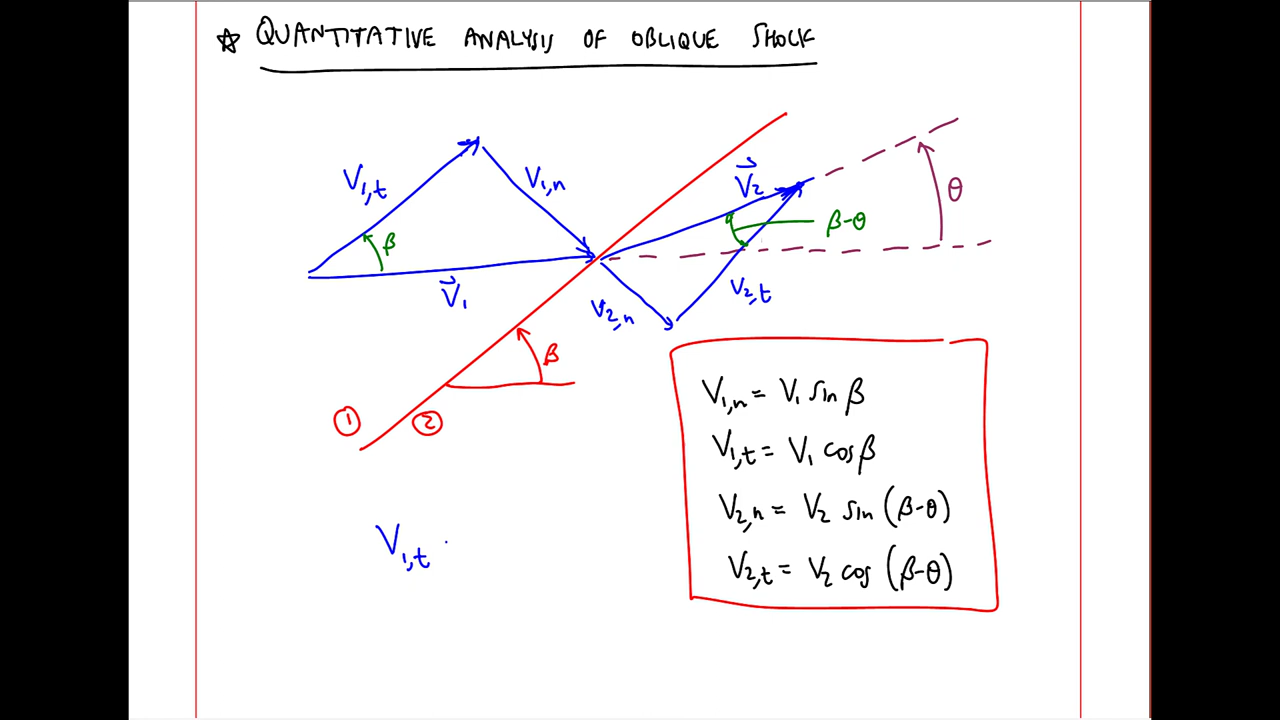 ☆ QUANTITATIVE ANALYSIS OF OBLIQUE SHOCK
V1,t
V1,n
β
V⃗1
V⃗2
β-θ
θ
V2,n
V2,t
β
①
②
V1,n = V1 sin β
V1,t = V1 cos β
V2,n = V2 sin (β-θ)
V2,t = V2 cos (β-θ)
V1,t